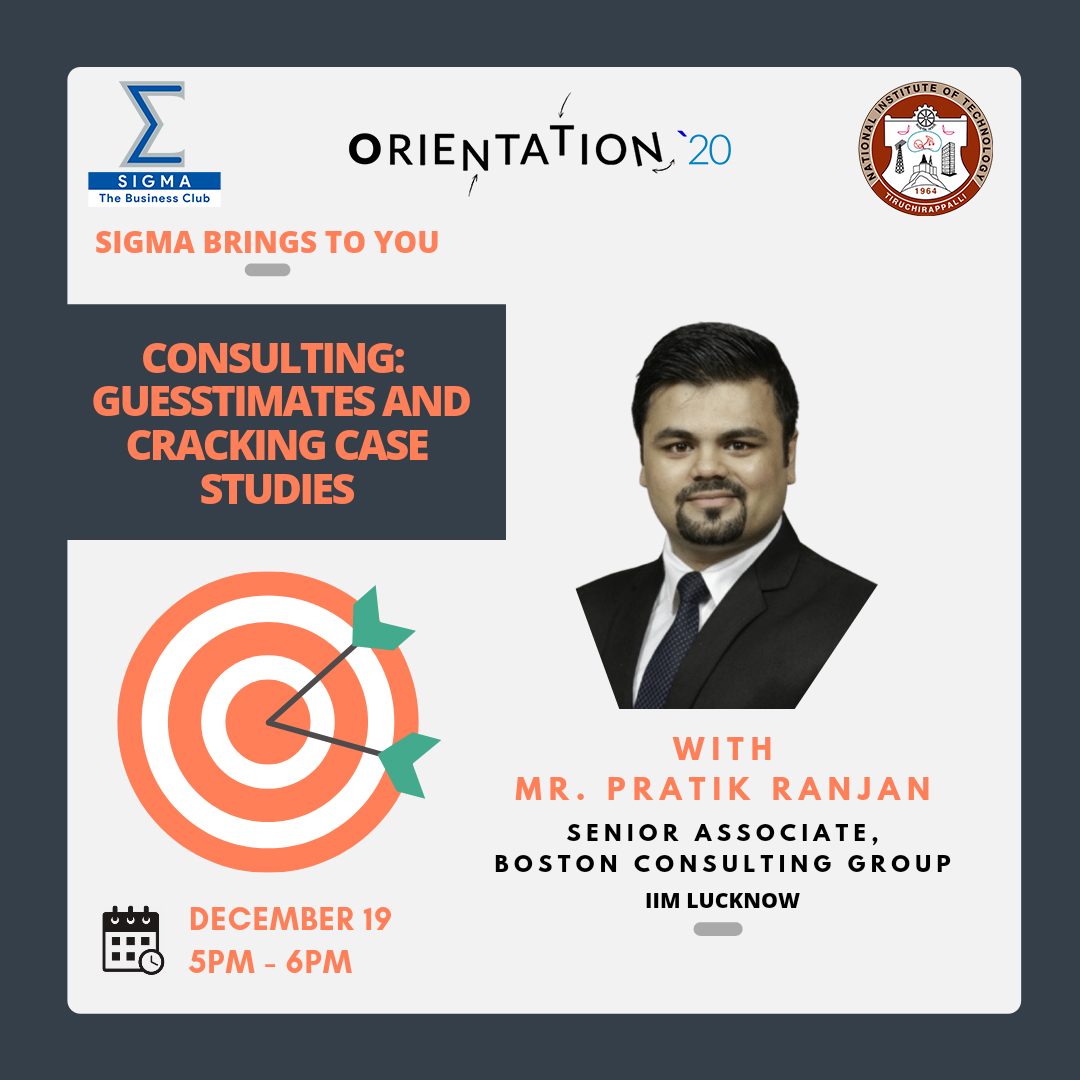 SIGMA
The Business Club
ORIENTATION `20
NATIONAL INSTITUTE OF TECHNOLOGY
1964
TIRUCHIRAPPALLI
SIGMA BRINGS TO YOU
CONSULTING:
GUESSTIMATES AND
CRACKING CASE
STUDIES
WITH
MR. PRATIK RANJAN
SENIOR ASSOCIATE,
BOSTON CONSULTING GROUP
IIM LUCKNOW
DECEMBER 19
5PM - 6PM